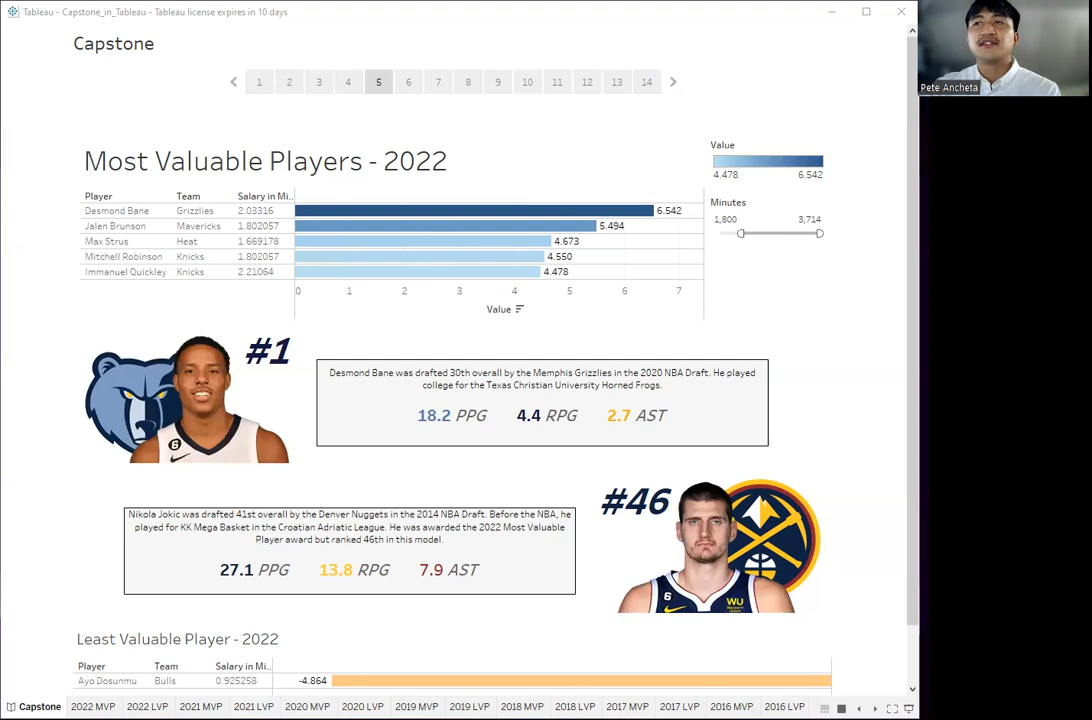 Tableau - Capstone_in_Tableau - Tableau license expires in 10 days
Capstone
1 2 3 4 5 6 7 8 9 10 11 12 13 14
Pete Ancheta
Most Valuable Players - 2022
Value
4.478 6.542
Minutes
1,800 3,714
Player Team Salary in Mi..
Desmond Bane Grizzlies 2.03316 6.542
Jalen Brunson Mavericks 1.802057 5.494
Max Strus Heat 1.669178 4.673
Mitchell Robinson Knicks 1.802057 4.550
Immanuel Quickley Knicks 2.21064 4.478
0 1 2 3 4 5 6 7
Value
#1
Desmond Bane was drafted 30th overall by the Memphis Grizzlies in the 2020 NBA Draft. He played
college for the Texas Christian University Horned Frogs.
18.2 PPG 4.4 RPG 2.7 AST
6
#46
Nikola Jokic was drafted 41st overall by the Denver Nuggets in the 2014 NBA Draft. Before the NBA, he
played for KK Mega Basket in the Croatian Adriatic League. He was awarded the 2022 Most Valuable
Player award but ranked 46th in this model.
27.1 PPG 13.8 RPG 7.9 AST
6 WU
Least Valuable Player - 2022
Player Team Salary in Mi..
Ayo Dosunmu Bulls 0.925258 -4.864
Capstone 2022 MVP 2022 LVP 2021 MVP 2021 LVP 2020 MVP 2020 LVP 2019 MVP 2019 LVP 2018 MVP 2018 LVP 2017 MVP 2017 LVP 2016 MVP 2016 LVP